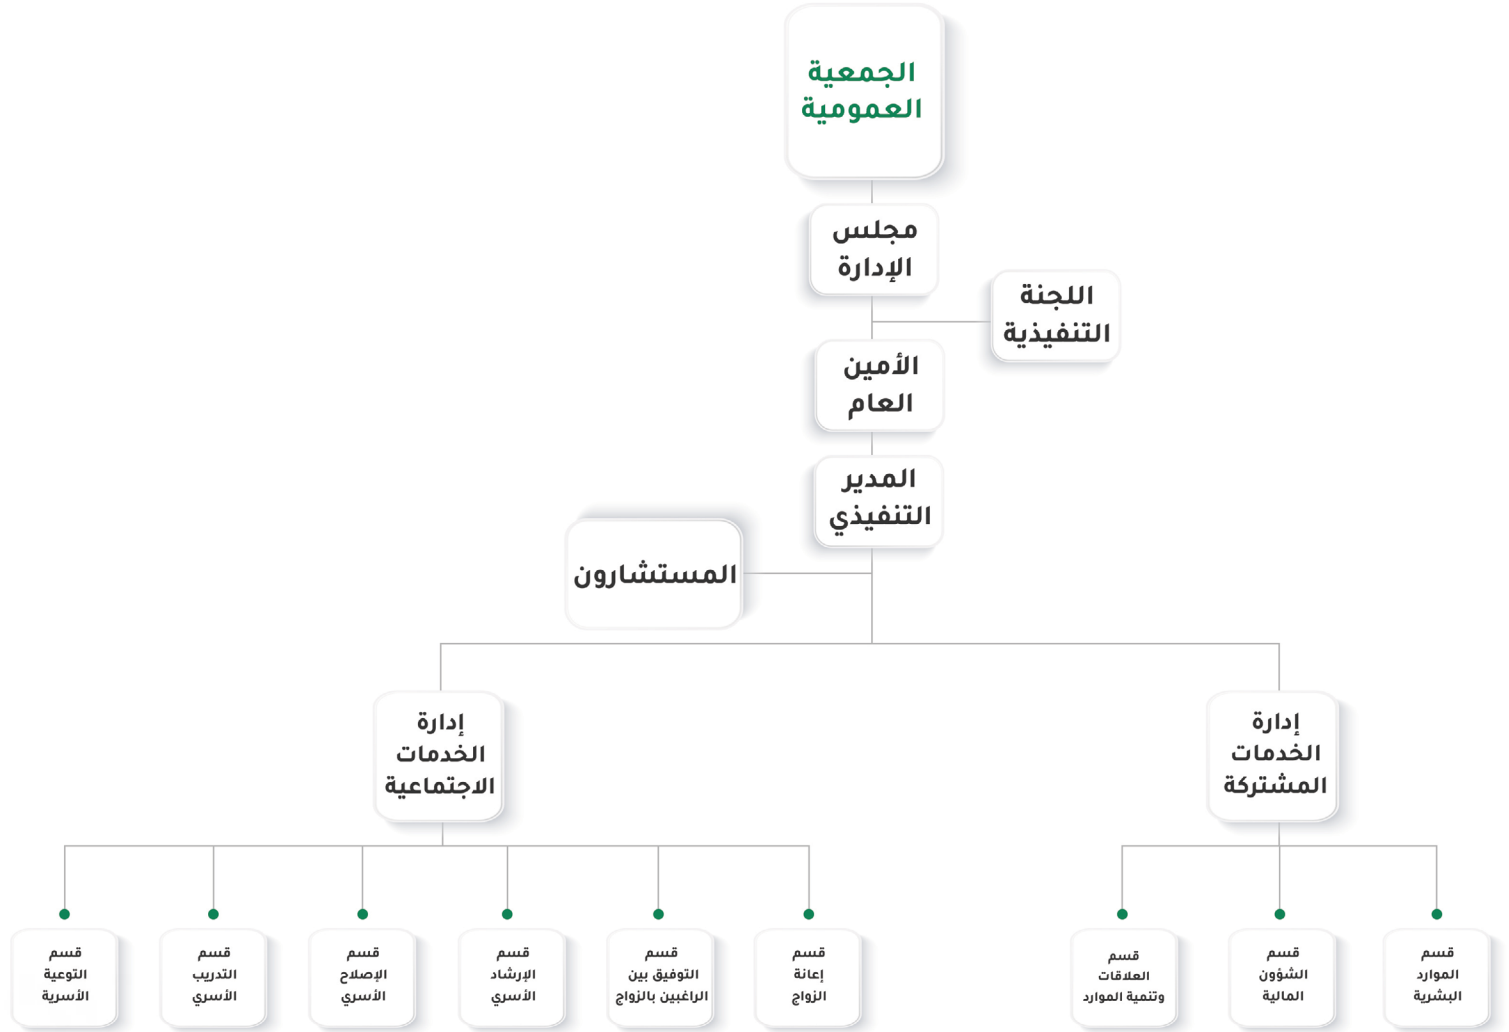 الجمعية
العمومية
مجلس
الإدارة
اللجنة
التنفيذية
الأمين
العام
المدير
التنفيذي
المستشارون
إدارة
الخدمات
المشتركة
إدارة
الخدمات
الاجتماعية
قسم
الموارد
البشرية
قسم
الشؤون
المالية
قسم
العلاقات
وتنمية الموارد
قسم
إعانة
الزواج
قسم
التوفيق بين
الراغبين بالزواج
قسم
الإرشاد
الأسري
قسم
الإصلاح
الأسري
قسم
التدريب
الأسري
قسم
التوعية
الأسرية